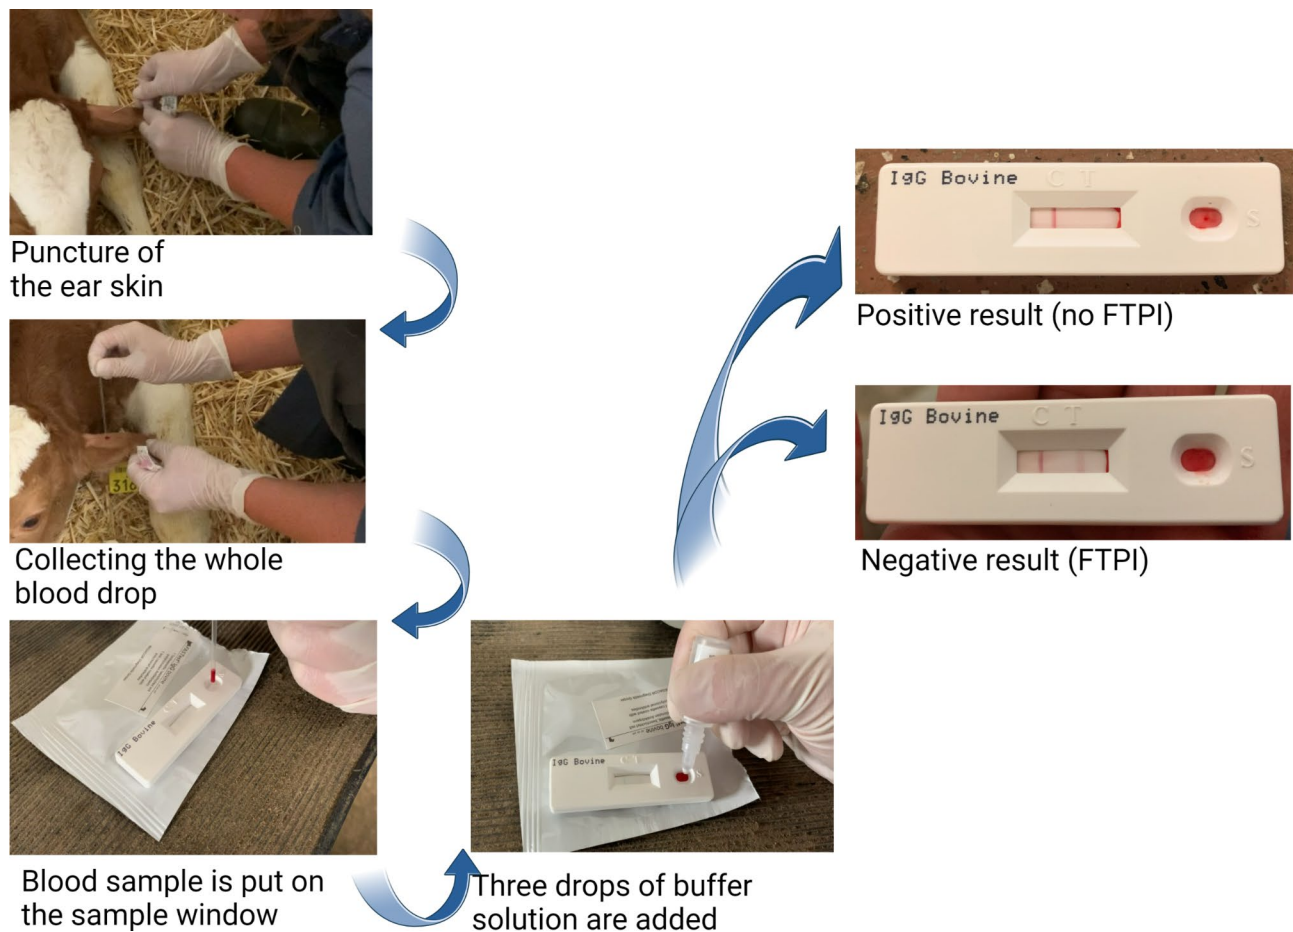 Puncture of
the ear skin
Collecting the whole
blood drop
316
IgG Bovine
C T
Blood sample is put on
the sample window
IgG Bovine
C T
S
Three drops of buffer
solution are added
IgG Bovine
C T
S
Positive result (no FTPI)
IgG Bovine
C T
S
Negative result (FTPI)